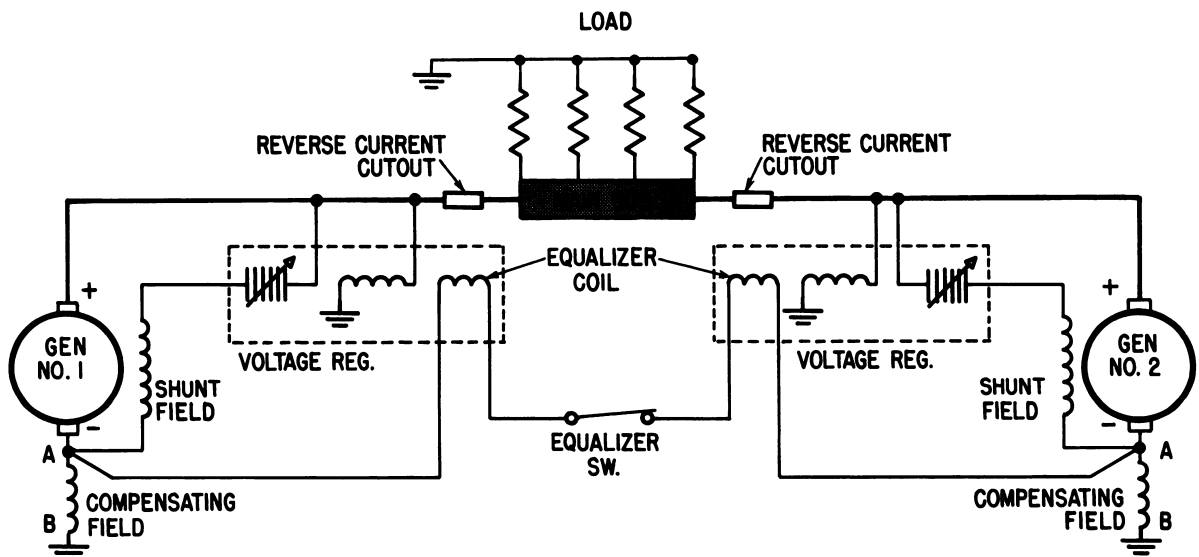 LOAD
REVERSE CURRENT
CUTOUT
REVERSE CURRENT
CUTOUT
EQUALIZER
COIL
+
+
GEN
NO. 1
GEN
NO. 2
VOLTAGE REG.
VOLTAGE REG.
SHUNT
FIELD
SHUNT
FIELD
-
-
EQUALIZER
SW.
A
A
COMPENSATING
FIELD
COMPENSATING
FIELD
B
B